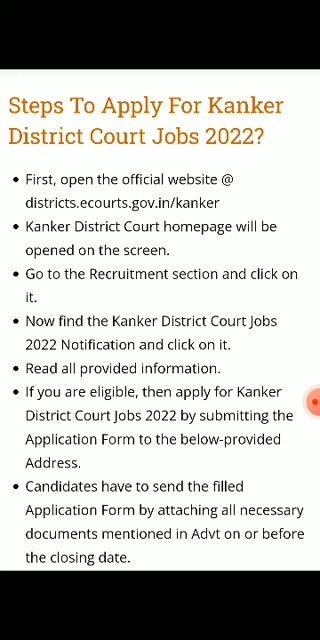 Steps To Apply For Kanker
District Court Jobs 2022?
• First, open the official website @
districts.ecourts.gov.in/kanker
• Kanker District Court homepage will be
opened on the screen.
• Go to the Recruitment section and click on
it.
• Now find the Kanker District Court Jobs
2022 Notification and click on it.
• Read all provided information.
• If you are eligible, then apply for Kanker
District Court Jobs 2022 by submitting the
Application Form to the below-provided
Address.
• Candidates have to send the filled
Application Form by attaching all necessary
documents mentioned in Advt on or before
the closing date.